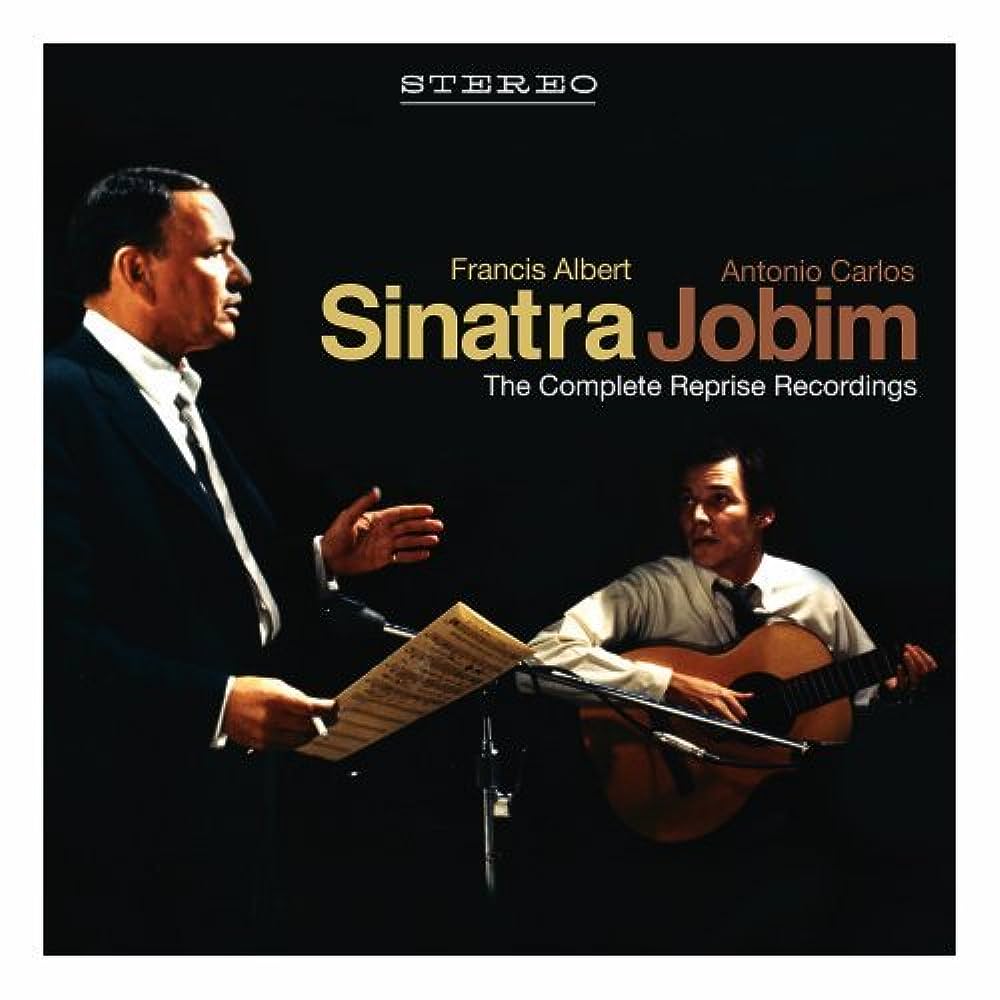 STEREO
Francis Albert Antonio Carlos
Sinatra Jobim
The Complete Reprise Recordings